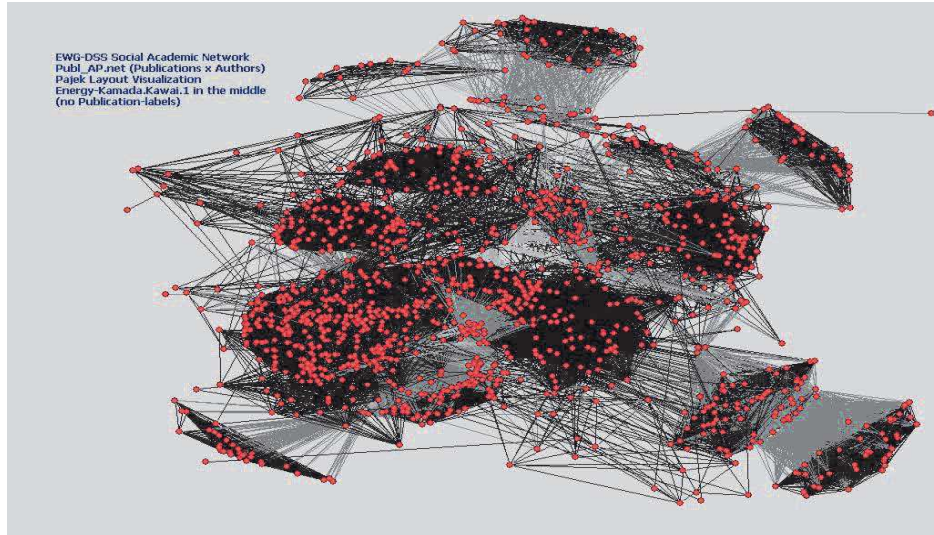 EWG-DSS Social Academic Network
Publ_AP.net (Publications x Authors)
Pajek Layout Visualization
Energy-Kamada.Kawai.1 in the middle
(no Publication-labels)